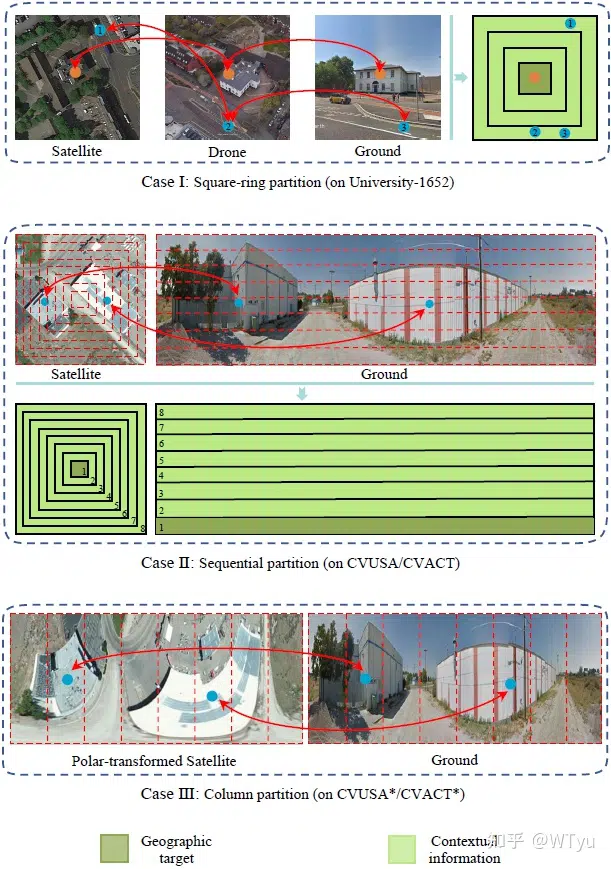 1
2
3
1
2
3
Satellite
Drone
Ground
Case Ⅰ: Square-ring partition (on University-1652)
Satellite
Ground
1
2
3
4
5
6
7
8
8
7
6
5
4
3
2
1
Case Ⅱ: Sequential partition (on CVUSA/CVACT)
Polar-transformed Satellite
Ground
Case Ⅲ: Column partition (on CVUSA*/CVACT*)
Geographic
target
Contextual
information
知乎 @WTyu